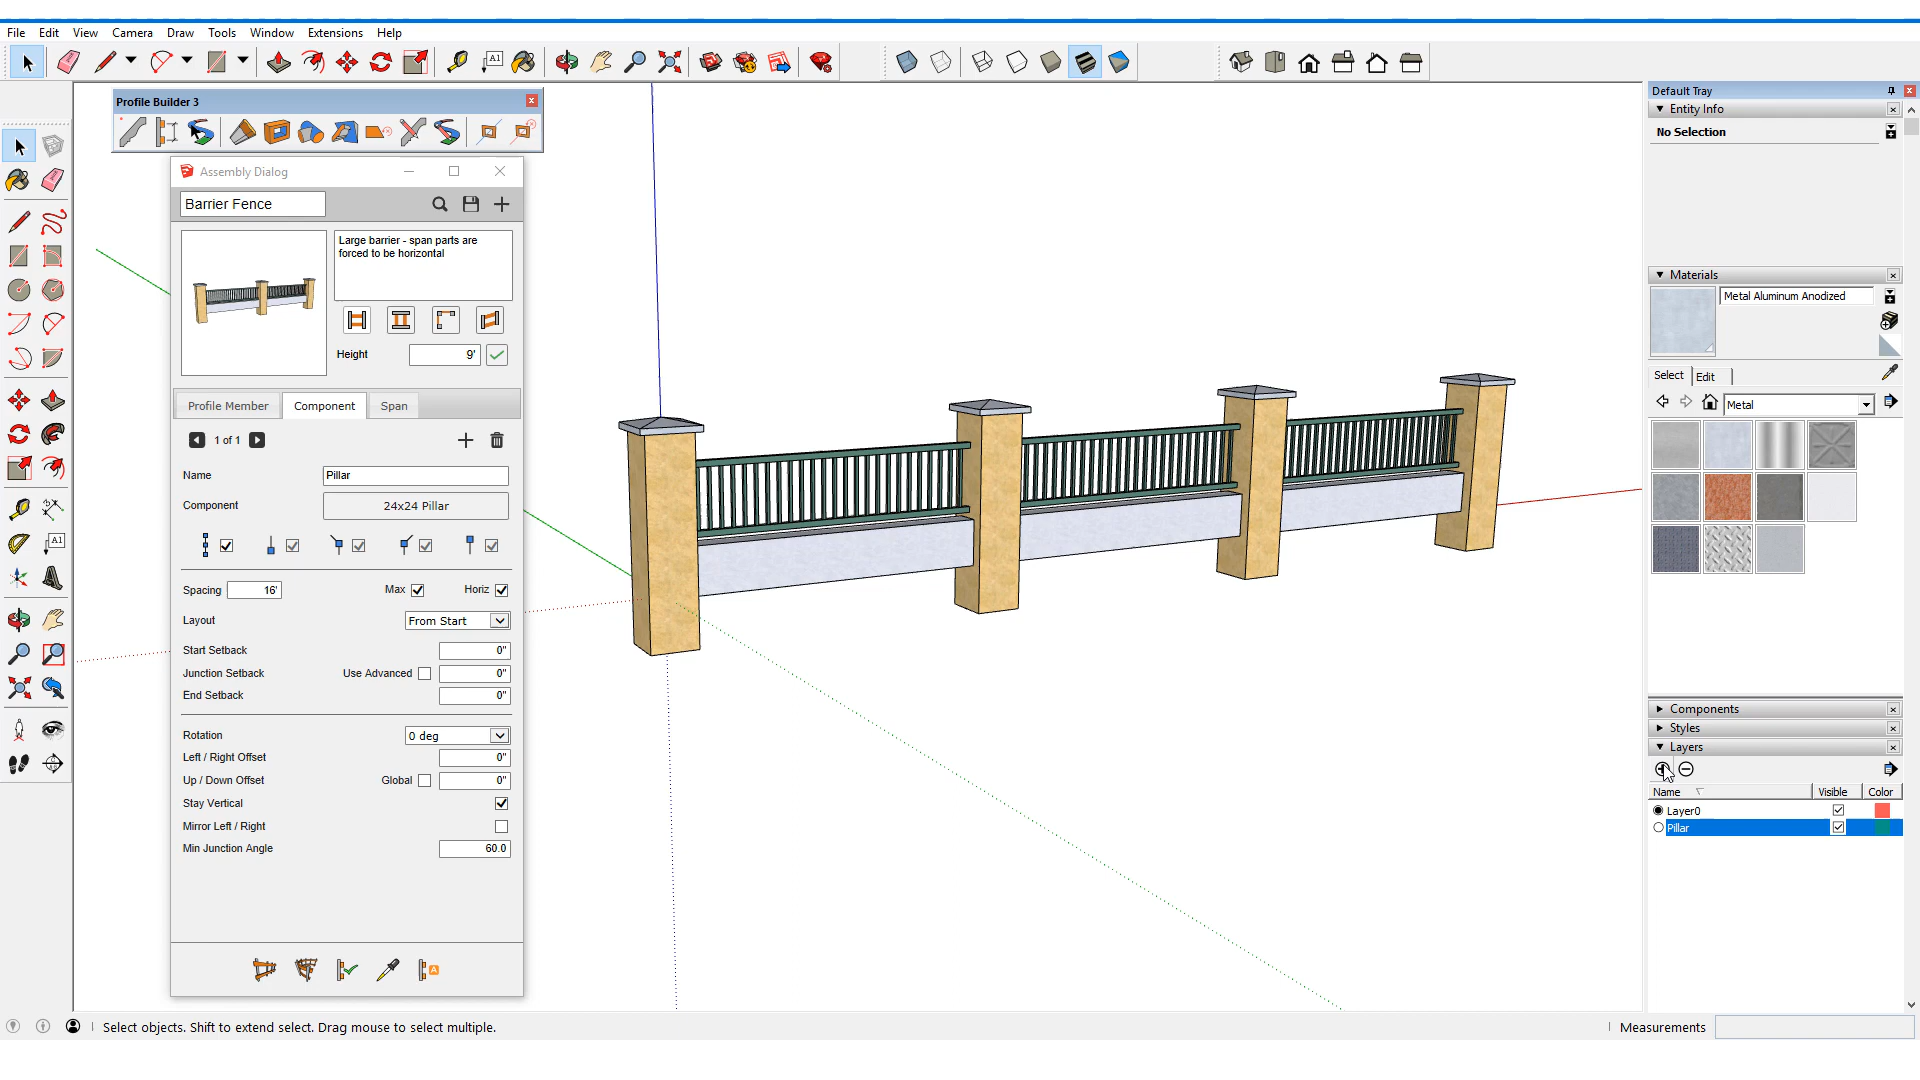 File Edit View Camera Draw Tools Window Extensions Help
A1
Profile Builder 3
Assembly Dialog
Barrier Fence
Large barrier - span parts are
forced to be horizontal
Height 9'
Profile Member Component Span
1 of 1
Name Pillar
Component 24x24 Pillar
Spacing 16' Max Horiz
Layout From Start
Start Setback 0"
Junction Setback Use Advanced 0"
End Setback 0"
Rotation 0 deg
Left / Right Offset 0"
Up / Down Offset Global 0"
Stay Vertical
Mirror Left / Right
Min Junction Angle 60.0
A
A1
Default Tray
Entity Info
No Selection
Materials
Metal Aluminum Anodized
Select Edit
Metal
Components
Styles
Layers
Name Visible Color
Layer0
Pillar
Select objects. Shift to extend select. Drag mouse to select multiple.
Measurements